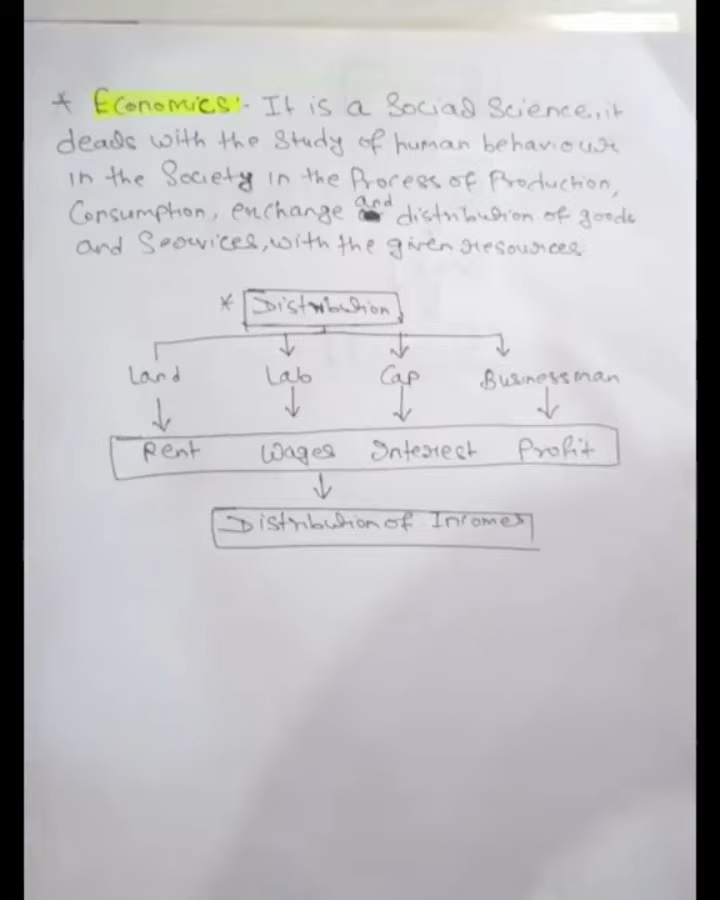 * Economics:- It is a Social Science, it
deals with the Study of human behaviour
in the Society in the Process of Production,
Consumption, exchange and distribution of goods
and Services, with the given resources
* Distribution
Land Lab Cap Businessman
Rent Wages Interest Profit
Distribution of Incomes